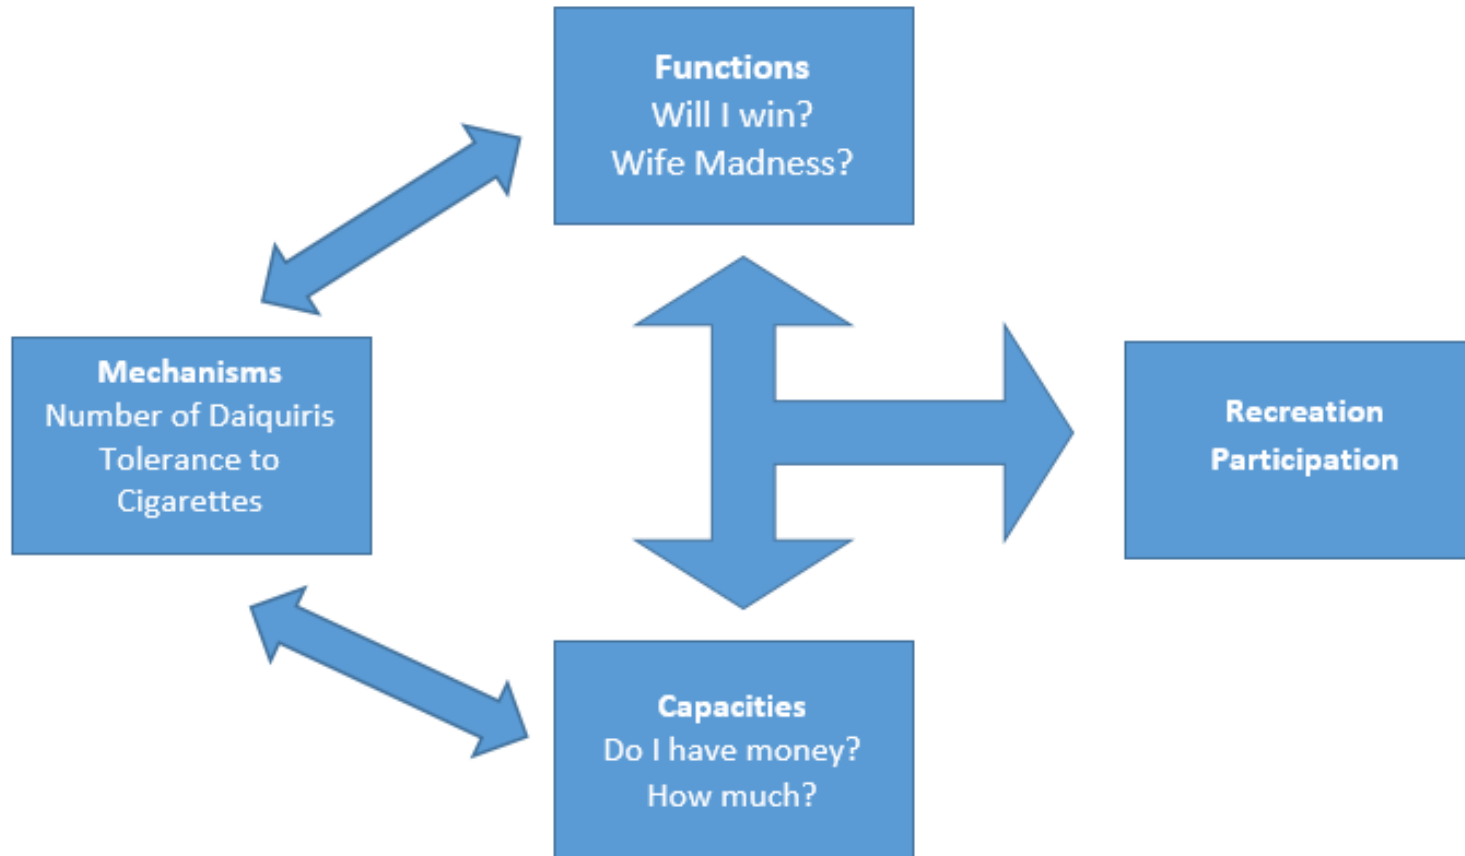 Functions
Will I win?
Wife Madness?
Mechanisms
Number of Daiquiris
Tolerance to
Cigarettes
Recreation
Participation
Capacities
Do I have money?
How much?